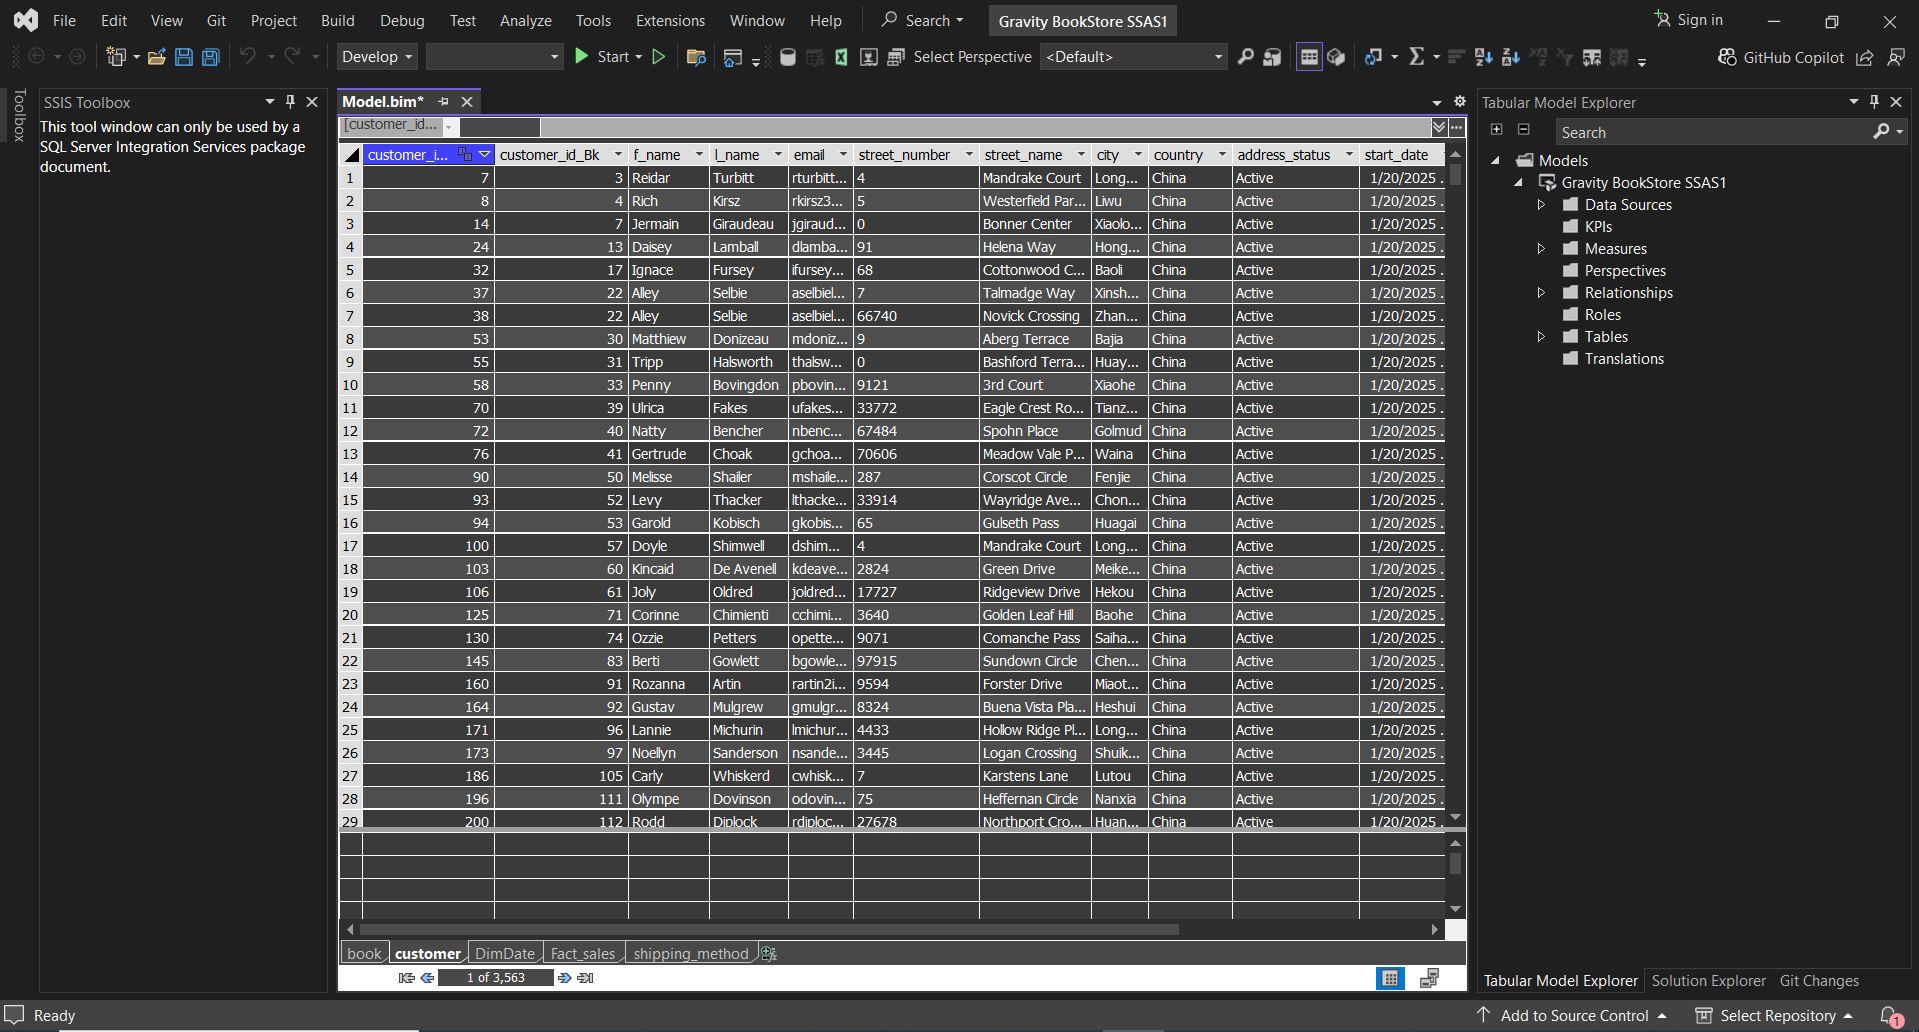 File Edit View Git Project Build Debug Test Analyze Tools Extensions Window Help Search Gravity BookStore SSAS1 Sign in
Develop Start Select Perspective <Default> GitHub Copilot
Toolbox
SSIS Toolbox
This tool window can only be used by a
SQL Server Integration Services package
document.
Model.bim*
[customer_id...
customer_i... customer_id_Bk f_name l_name email street_number street_name city country address_status start_date
1 7 3 Reidar Turbitt rturbitt... 4 Mandrake Court Long... China Active 1/20/2025 .
2 8 4 Rich Kirsz rkirsz3... 5 Westerfield Par... Liwu China Active 1/20/2025 .
3 14 7 Jermain Giraudeau jgiraud... 0 Bonner Center Xiaolo... China Active 1/20/2025 .
4 24 13 Daisey Lamball dlamba... 91 Helena Way Hong... China Active 1/20/2025 .
5 32 17 Ignace Fursey ifursey... 68 Cottonwood C... Baoli China Active 1/20/2025 .
6 37 22 Alley Selbie aselbiel... 7 Talmadge Way Xinsh... China Active 1/20/2025 .
7 38 22 Alley Selbie aselbiel... 66740 Novick Crossing Zhan... China Active 1/20/2025 .
8 53 30 Matthiew Donizeau mdoniz... 9 Aberg Terrace Bajia China Active 1/20/2025 .
9 55 31 Tripp Halsworth thalsw... 0 Bashford Terra... Huay... China Active 1/20/2025 .
10 58 33 Penny Bovingdon pbovin... 9121 3rd Court Xiaohe China Active 1/20/2025 .
11 70 39 Ulrica Fakes ufakes... 33772 Eagle Crest Ro... Tianz... China Active 1/20/2025 .
12 72 40 Natty Bencher nbenc... 67484 Spohn Place Golmud China Active 1/20/2025 .
13 76 41 Gertrude Choak gchoa... 70606 Meadow Vale P... Waina China Active 1/20/2025 .
14 90 50 Melisse Shailer mshaile... 287 Corscot Circle Fenjie China Active 1/20/2025 .
15 93 52 Levy Thacker lthacke... 33914 Wayridge Ave... Chon... China Active 1/20/2025 .
16 94 53 Garold Kobisch gkobis... 65 Gulseth Pass Huagai China Active 1/20/2025 .
17 100 57 Doyle Shimwell dshim... 4 Mandrake Court Long... China Active 1/20/2025 .
18 103 60 Kincaid De Avenell kdeave... 2824 Green Drive Meike... China Active 1/20/2025 .
19 106 61 Joly Oldred joldred... 17727 Ridgeview Drive Hekou China Active 1/20/2025 .
20 125 71 Corinne Chimienti cchimi... 3640 Golden Leaf Hill Baohe China Active 1/20/2025 .
21 130 74 Ozzie Petters opette... 9071 Comanche Pass Saiha... China Active 1/20/2025 .
22 145 83 Berti Gowlett bgowle... 97915 Sundown Circle Chen... China Active 1/20/2025 .
23 160 91 Rozanna Artin rartin2i... 9594 Forster Drive Miaot... China Active 1/20/2025 .
24 164 92 Gustav Mulgrew gmulgr... 8324 Buena Vista Pla... Heshui China Active 1/20/2025 .
25 171 96 Lannie Michurin lmichur... 4433 Hollow Ridge Pl... Long... China Active 1/20/2025 .
26 173 97 Noellyn Sanderson nsande... 3445 Logan Crossing Shuik... China Active 1/20/2025 .
27 186 105 Carly Whiskerd cwhisk... 7 Karstens Lane Lutou China Active 1/20/2025 .
28 196 111 Olympe Dovinson odovin... 75 Heffernan Circle Nanxia China Active 1/20/2025 .
29 200 112 Rodd Diplock rdiploc... 27678 Northport Cro... Huan... China Active 1/20/2025 .
book customer DimDate Fact_sales shipping_method
1 of 3,563
Tabular Model Explorer
Search
Models
Gravity BookStore SSAS1
Data Sources
KPIs
Measures
Perspectives
Relationships
Roles
Tables
Translations
Tabular Model Explorer Solution Explorer Git Changes
Ready Add to Source Control Select Repository 1